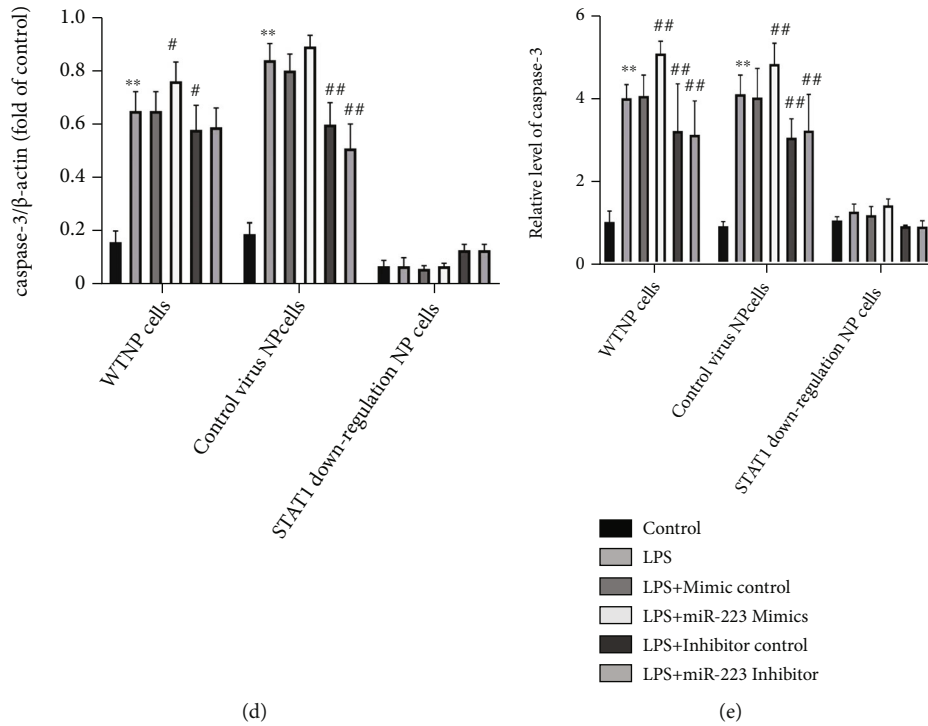 caspase-3/β-actin (fold of control)
1.0
0.8
0.6
0.4
0.2
0
**
#
#
**
##
##
WTNP cells
Control virus NPcells
STAT1 down-regulation NP cells
(d)
Relative level of caspase-3
6
4
2
0
**
##
##
##
**
##
##
##
WTNP cells
Control virus NP cells
STAT1 down-regulation NP cells
Control
LPS
LPS+Mimic control
LPS+miR-223 Mimics
LPS+Inhibitor control
LPS+miR-223 Inhibitor
(e)